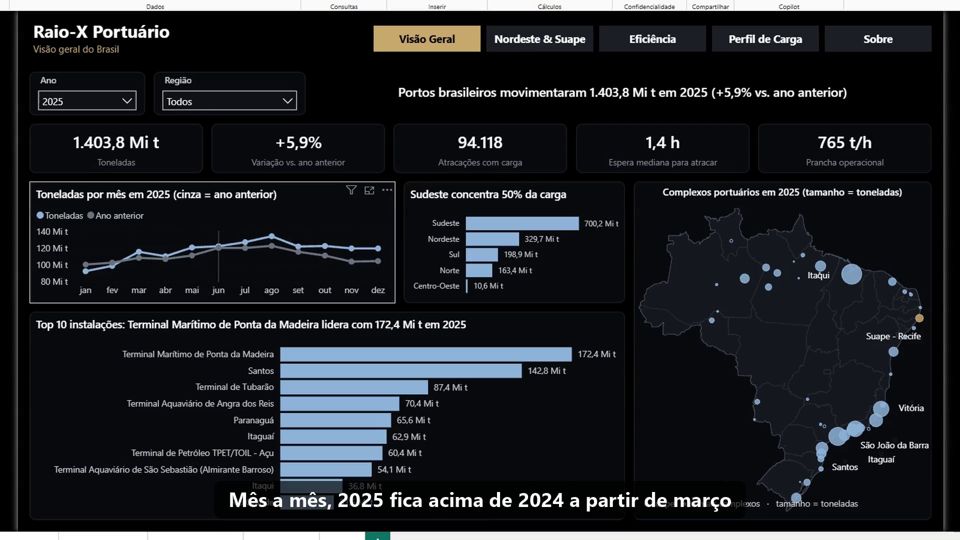 Dados Consultas Inserir Cálculos Confidencialidade Compartilhar Copilot
Raio-X Portuário
Visão geral do Brasil
Visão Geral
Nordeste & Suape
Eficiência
Perfil de Carga
Sobre
Ano
2025
Região
Todos
Portos brasileiros movimentaram 1.403,8 Mi t em 2025 (+5,9% vs. ano anterior)
1.403,8 Mi t
Toneladas
+5,9%
Variação vs. ano anterior
94.118
Atracações com carga
1,4 h
Espera mediana para atracar
765 t/h
Prancha operacional
Toneladas por mês em 2025 (cinza = ano anterior)
Toneladas Ano anterior
140 Mi t
120 Mi t
100 Mi t
80 Mi t
jan fev mar abr mai jun jul ago set out nov dez
Sudeste concentra 50% da carga
Sudeste 700,2 Mi t
Nordeste 329,7 Mi t
Sul 198,9 Mi t
Norte 163,4 Mi t
Centro-Oeste 10,6 Mi t
Complexos portuários em 2025 (tamanho = toneladas)
Itaqui
Suape - Recife
Vitória
São João da Barra
Itaguaí
Santos
Top 10 instalações: Terminal Marítimo de Ponta da Madeira lidera com 172,4 Mi t em 2025
Terminal Marítimo de Ponta da Madeira 172,4 Mi t
Santos 142,8 Mi t
Terminal de Tubarão 87,4 Mi t
Terminal Aquaviário de Angra dos Reis 70,4 Mi t
Paranaguá 65,6 Mi t
Itaguaí 62,9 Mi t
Terminal de Petróleo TPET/TOIL - Açu 60,4 Mi t
Terminal Aquaviário de São Sebastião (Almirante Barroso) 54,1 Mi t
Itaqui 36,8 Mi t
tamanho = toneladas
Mês a mês, 2025 fica acima de 2024 a partir de março